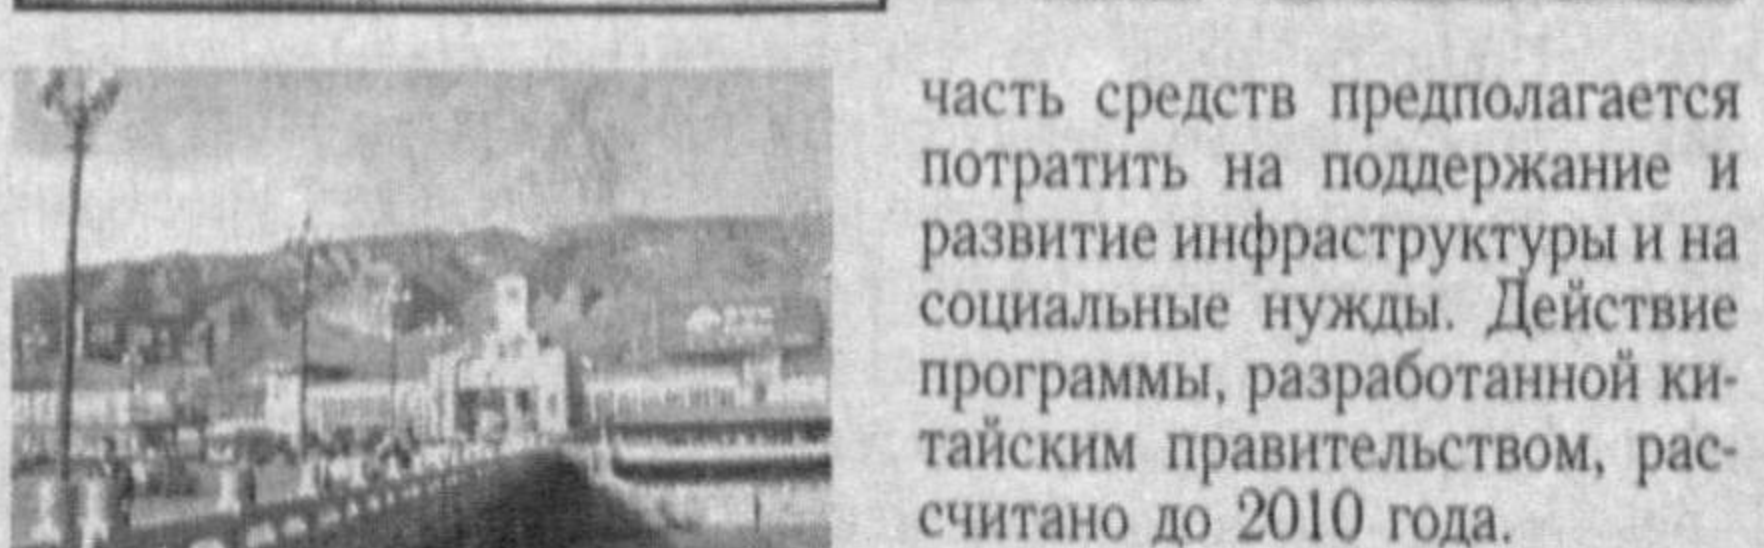 часть средств предполагается
потратить на поддержание и
развитие инфраструктуры и на
социальные нужды. Действие
программы, разработанной ки-
тайским правительством, рас-
считано до 2010 года.